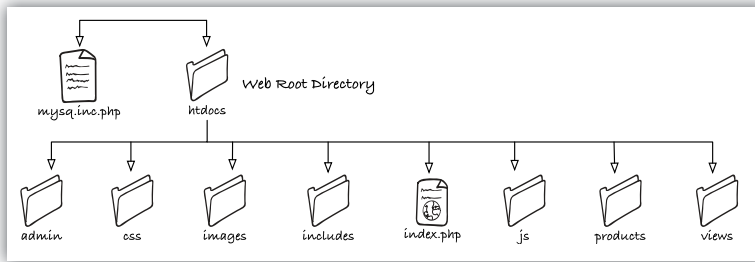 Web Root Directory
mysq.inc.php
htdocs
admin
css
images
includes
index.php
js
products
views